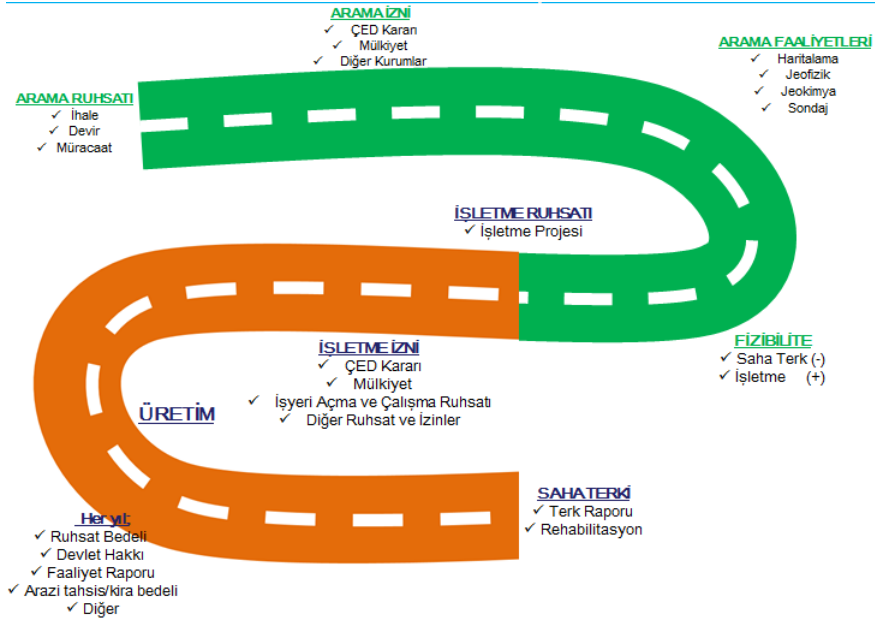 ARAMA İZNİ
✓ ÇED Kararı
✓ Mülkiyet
✓ Diğer Kurumlar
ARAMA FAALİYETLERİ
✓ Haritalama
✓ Jeofizik
✓ Jeokimya
✓ Sondaj
ARAMA RUHSATI
✓ İhale
✓ Devir
✓ Müracaat
İŞLETME RUHSATI
✓ İşletme Projesi
FİZİBİLİTE
✓ Saha Terk (-)
✓ İşletme (+)
İŞLETME İZNİ
✓ ÇED Kararı
✓ Mülkiyet
✓ İşyeri Açma ve Çalışma Ruhsatı
✓ Diğer Ruhsat ve İzinler
ÜRETİM
SAHA TERKİ
✓ Terk Raporu
✓ Rehabilitasyon
Her yıl;
✓ Ruhsat Bedeli
✓ Devlet Hakkı
✓ Faaliyet Raporu
✓ Arazi tahsis/kira bedeli
✓ Diğer